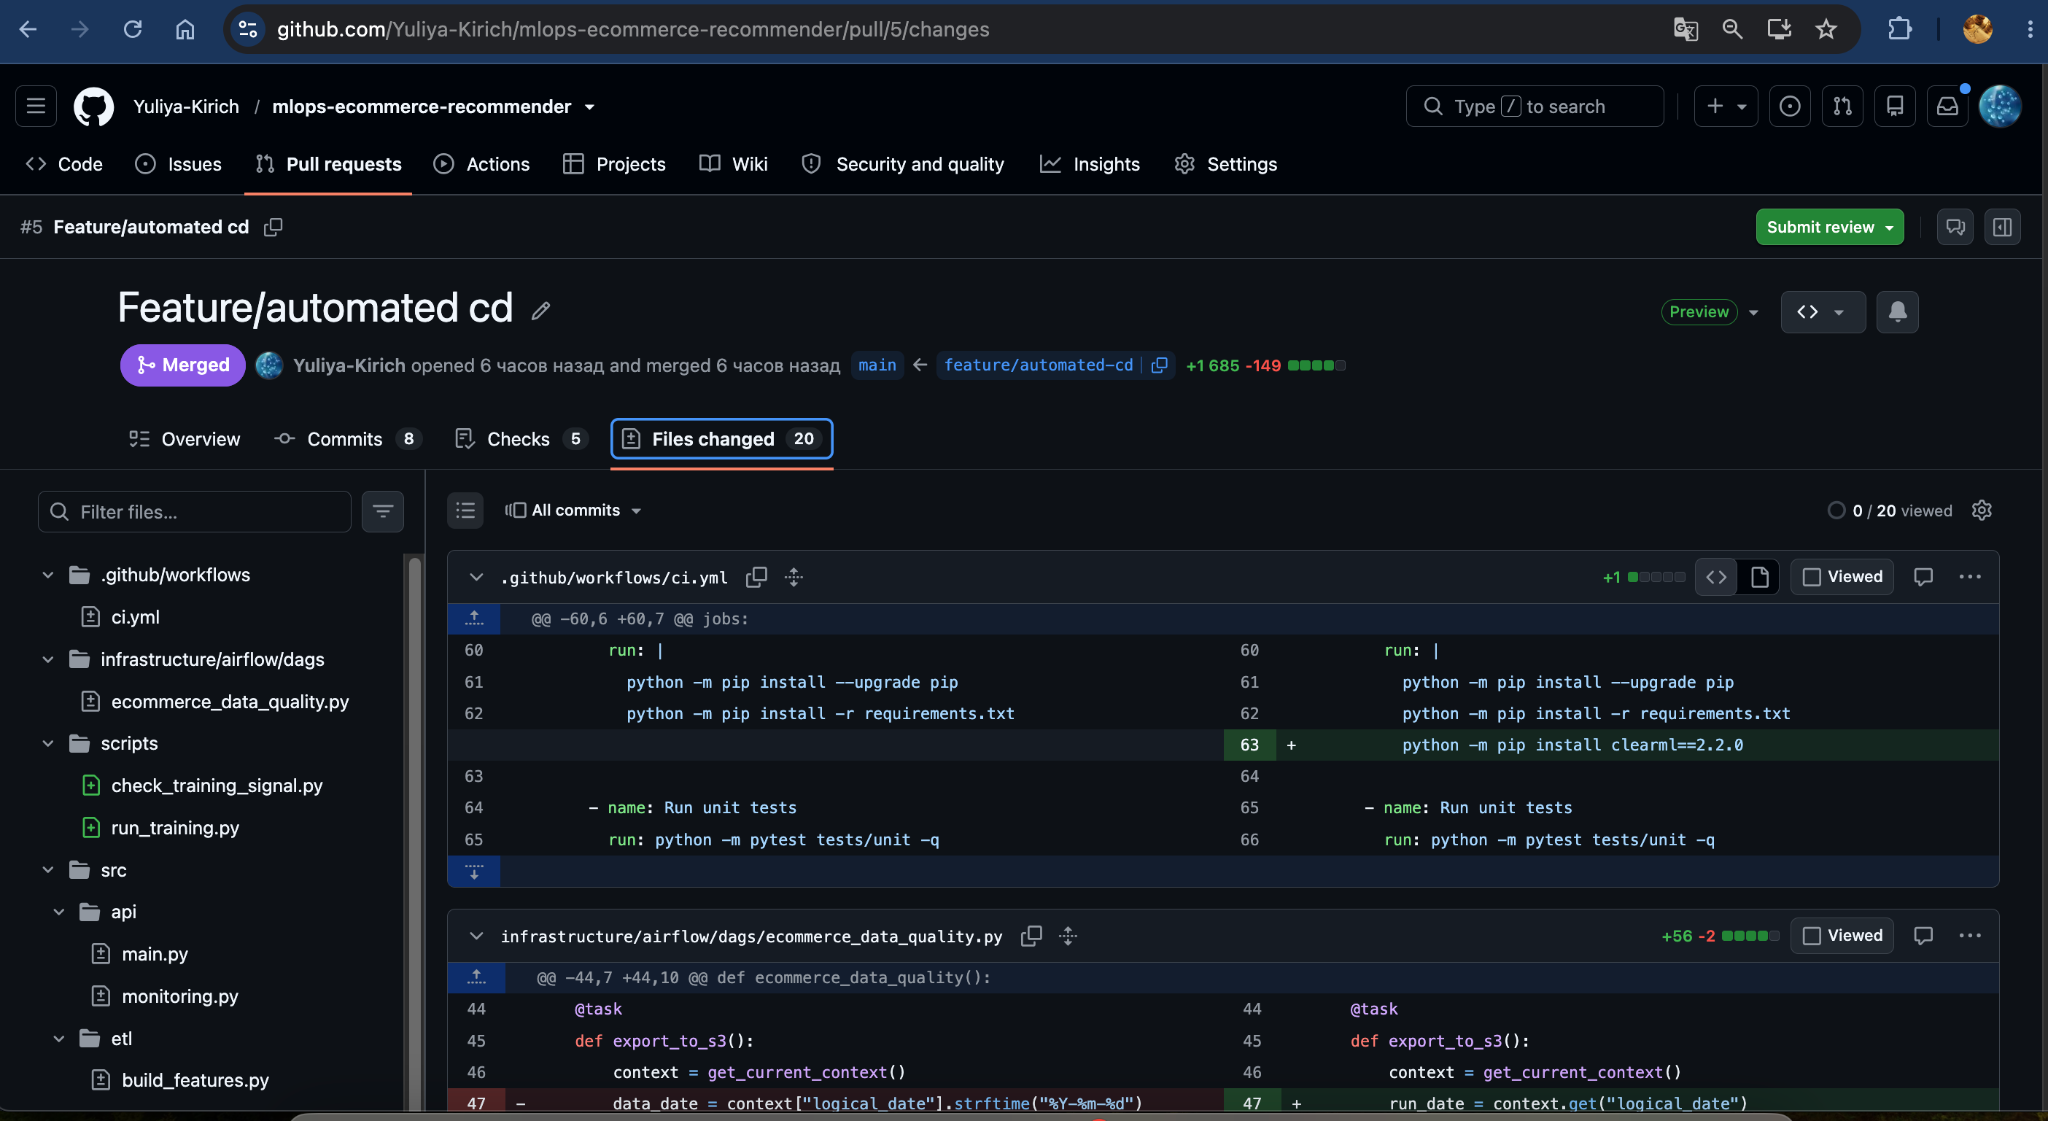 github.com/Yuliya-Kirich/mlops-ecommerce-recommender/pull/5/changes
Yuliya-Kirich / mlops-ecommerce-recommender
Type / to search
Code Issues Pull requests Actions Projects Wiki Security and quality Insights Settings
#5 Feature/automated cd
Submit review
Feature/automated cd
Preview
Merged Yuliya-Kirich opened 6 часов назад and merged 6 часов назад main ← feature/automated-cd +1 685 -149
Overview Commits 8 Checks 5 Files changed 20
Filter files...
All commits
0 / 20 viewed
.github/workflows
ci.yml
infrastructure/airflow/dags
ecommerce_data_quality.py
scripts
check_training_signal.py
run_training.py
src
api
main.py
monitoring.py
etl
build_features.py
.github/workflows/ci.yml
+1
Viewed
@@ -60,6 +60,7 @@ jobs:
60 run: | 60 run: |
61 python -m pip install --upgrade pip 61 python -m pip install --upgrade pip
62 python -m pip install -r requirements.txt 62 python -m pip install -r requirements.txt
63 + python -m pip install clearml==2.2.0
63 64
64 - name: Run unit tests 65 - name: Run unit tests
65 run: python -m pytest tests/unit -q 66 run: python -m pytest tests/unit -q
infrastructure/airflow/dags/ecommerce_data_quality.py
+56 -2
Viewed
@@ -44,7 +44,10 @@ def ecommerce_data_quality():
44 @task 44 @task
45 def export_to_s3(): 45 def export_to_s3():
46 context = get_current_context() 46 context = get_current_context()
47 - data_date = context["logical_date"].strftime("%Y-%m-%d") 47 + run_date = context.get("logical_date")